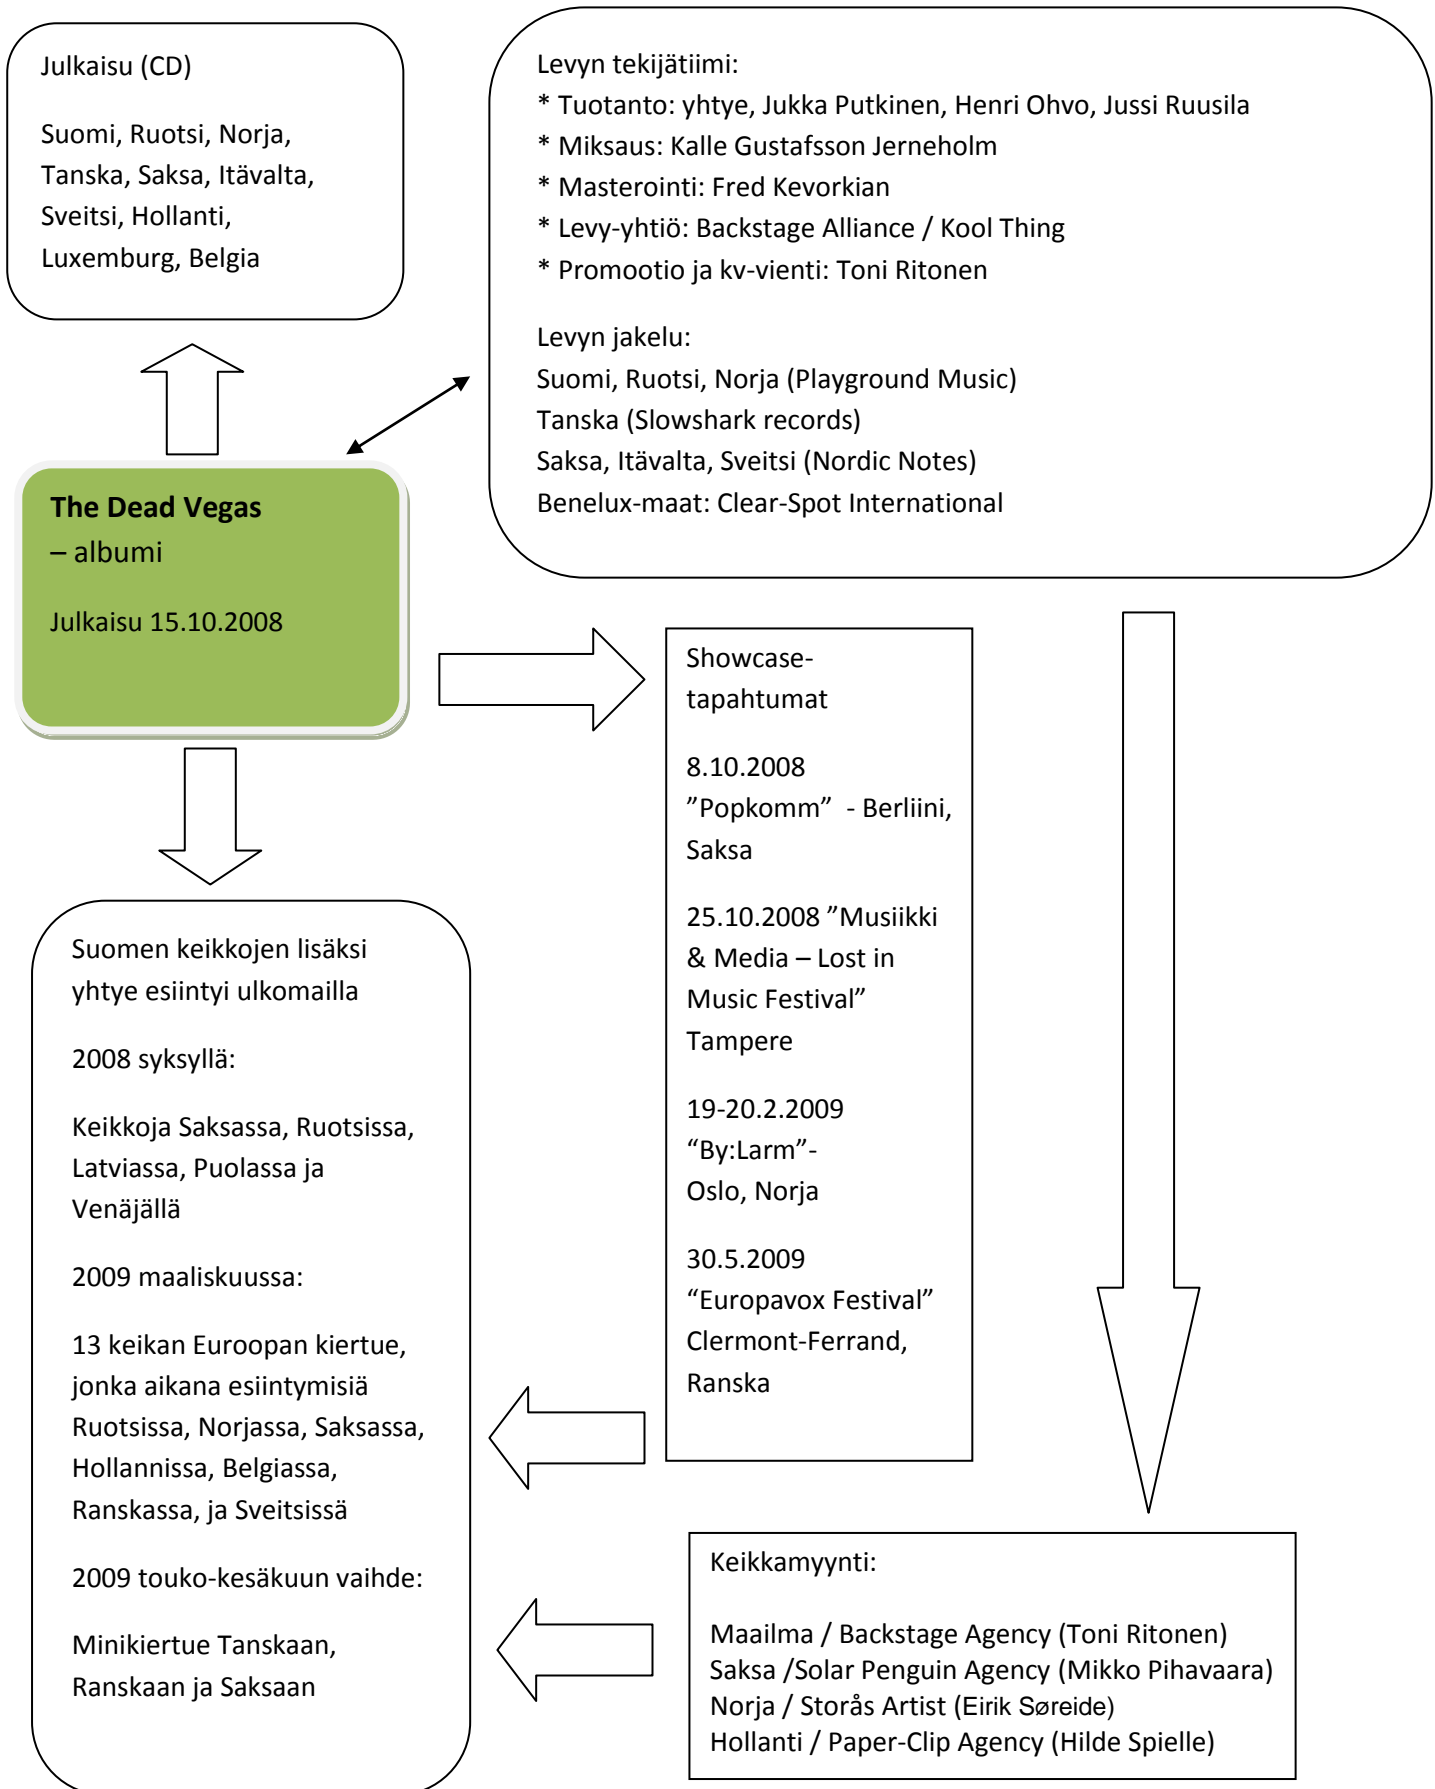 Julkaisu (CD)
Suomi, Ruotsi, Norja,
Tanska, Saksa, Itävalta,
Sveitsi, Hollanti,
Luxemburg, Belgia
Levyn tekijätiimi:
* Tuotanto: yhtye, Jukka Putkinen, Henri Ohvo, Jussi Ruusila
* Miksaus: Kalle Gustafsson Jerneholm
* Masterointi: Fred Kevorkian
* Levy-yhtiö: Backstage Alliance / Kool Thing
* Promootio ja kv-vienti: Toni Ritonen
Levyn jakelu:
Suomi, Ruotsi, Norja (Playground Music)
Tanska (Slowshark records)
Saksa, Itävalta, Sveitsi (Nordic Notes)
Benelux-maat: Clear-Spot International
The Dead Vegas
– albumi
Julkaisu 15.10.2008
Showcase-
tapahtumat
8.10.2008
”Popkomm”  - Berliini,
Saksa
25.10.2008 ”Musiikki
& Media – Lost in
Music Festival”
Tampere
19-20.2.2009
“By:Larm”-
Oslo, Norja
30.5.2009
“Europavox Festival”
Clermont-Ferrand,
Ranska
Suomen keikkojen lisäksi
yhtye esiintyi ulkomailla
2008 syksyllä:
Keikkoja Saksassa, Ruotsissa,
Latviassa, Puolassa ja
Venäjällä
2009 maaliskuussa:
13 keikan Euroopan kiertue,
jonka aikana esiintymisiä
Ruotsissa, Norjassa, Saksassa,
Hollannissa, Belgiassa,
Ranskassa, ja Sveitsissä
2009 touko-kesäkuun vaihde:
Minikiertue Tanskaan,
Ranskaan ja Saksaan
Keikkamyynti:
Maailma / Backstage Agency (Toni Ritonen)
Saksa /Solar Penguin Agency (Mikko Pihavaara)
Norja / Storås Artist (Eirik Søreide)
Hollanti / Paper-Clip Agency (Hilde Spielle)